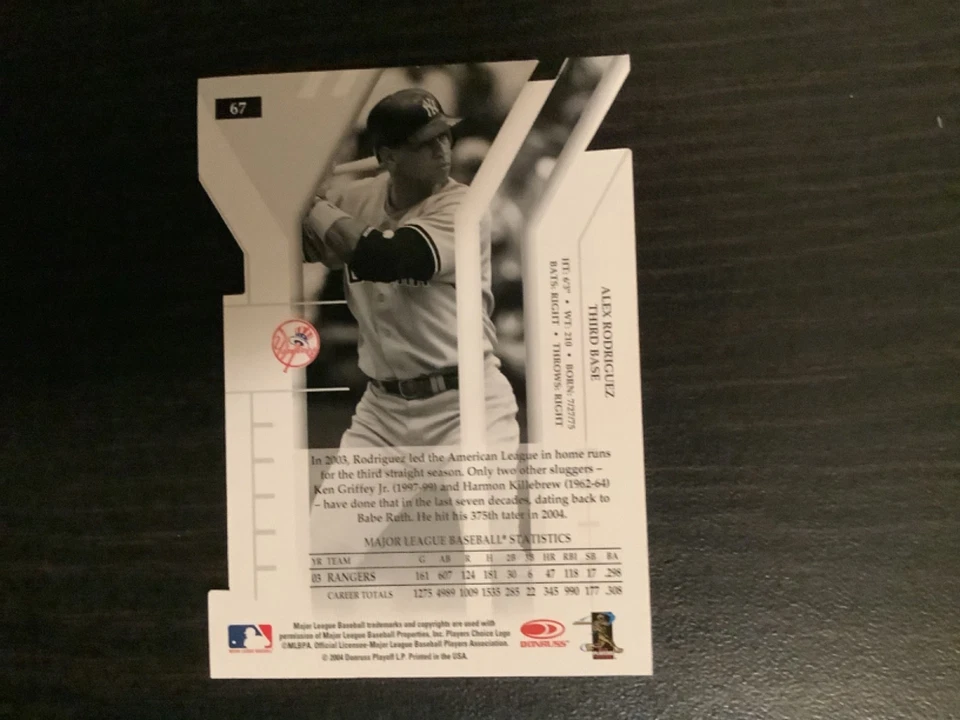 67
ALEX RODRIGUEZ
THIRD BASE
HT: 6'3" • WT: 210 • BORN: 7/27/75
BATS: RIGHT • THROWS: RIGHT
In 2003, Rodriguez led the American League in home runs
for the third straight season. Only two other sluggers –
Ken Griffey Jr. (1997-99) and Harmon Killebrew (1962-64)
– have done that in the last seven decades, dating back to
Babe Ruth. He hit his 375th tater in 2004.
MAJOR LEAGUE BASEBALL® STATISTICS
YR TEAM G AB R H 2B 3B HR RBI SB BA
03 RANGERS 161 607 124 181 30 6 47 118 17 .298
CAREER TOTALS 1275 4989 1009 1535 285 22 345 990 177 .308
Major League Baseball trademarks and copyrights are used with
permission of Major League Baseball Properties, Inc. Players Choice Logo
©MLBPA. Official Licensee-Major League Baseball Players Association.
© 2004 Donruss Playoff L.P. Printed in the USA.
DONRUSS